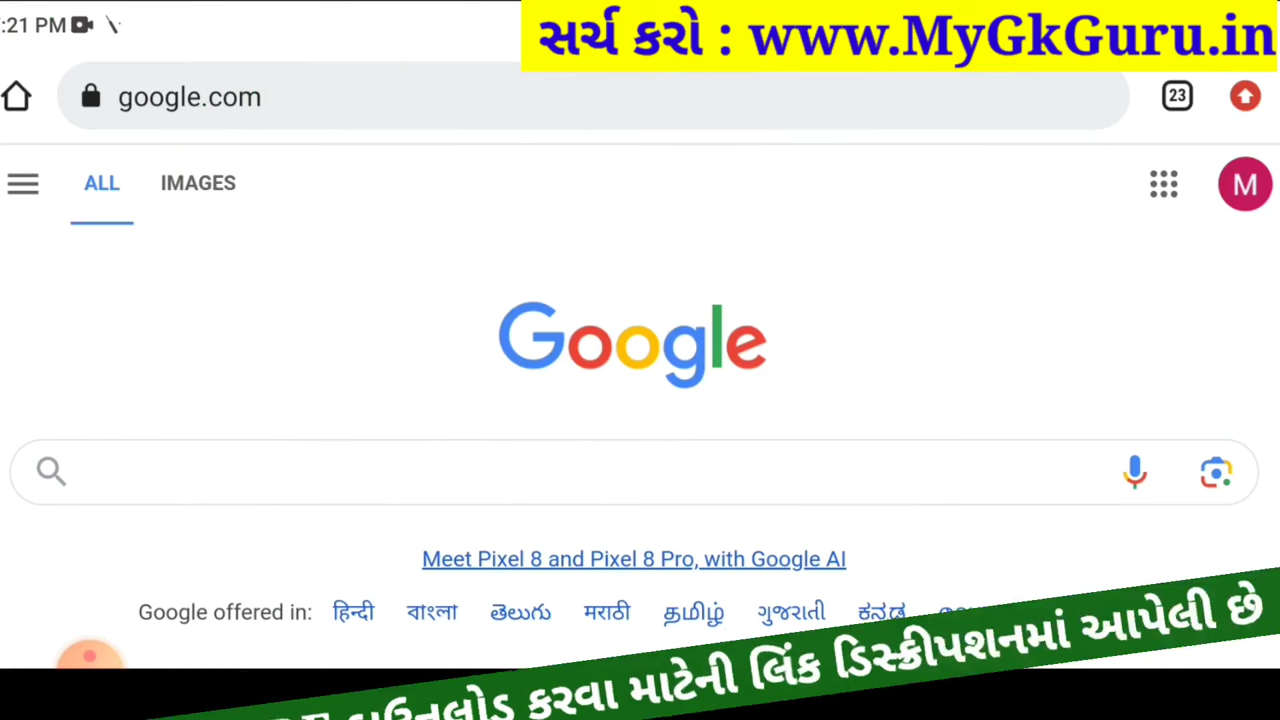 :21 PM
સર્ચ કરો : www.MyGkGuru.in
google.com
23
ALL IMAGES
M
Google
Meet Pixel 8 and Pixel 8 Pro, with Google AI
Google offered in: हिन्दी বাংলা తెలుగు मराठी தமிழ் ગુજરાતી ಕನ್ನಡ
ડાઉનલોડ કરવા માટેની લિંક ડિસ્ક્રીપશનમાં આપેલી છે